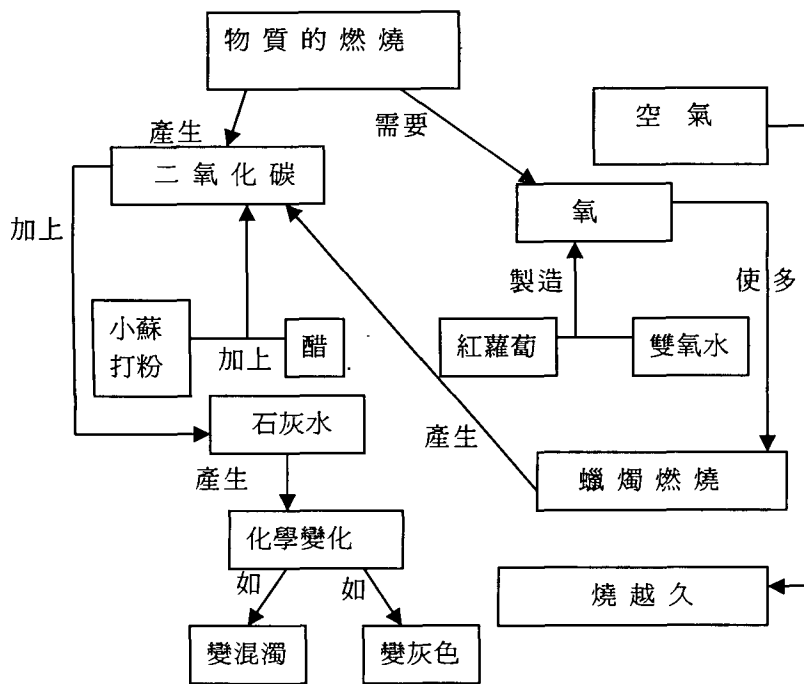 物質的燃燒
空氣
產生
需要
二氧化碳
氧
加上
製造
使多
小蘇
打粉
加上
醋
紅蘿蔔
雙氧水
石灰水
產生
產生
蠟燭燃燒
化學變化
如
如
燒越久
變混濁
變灰色